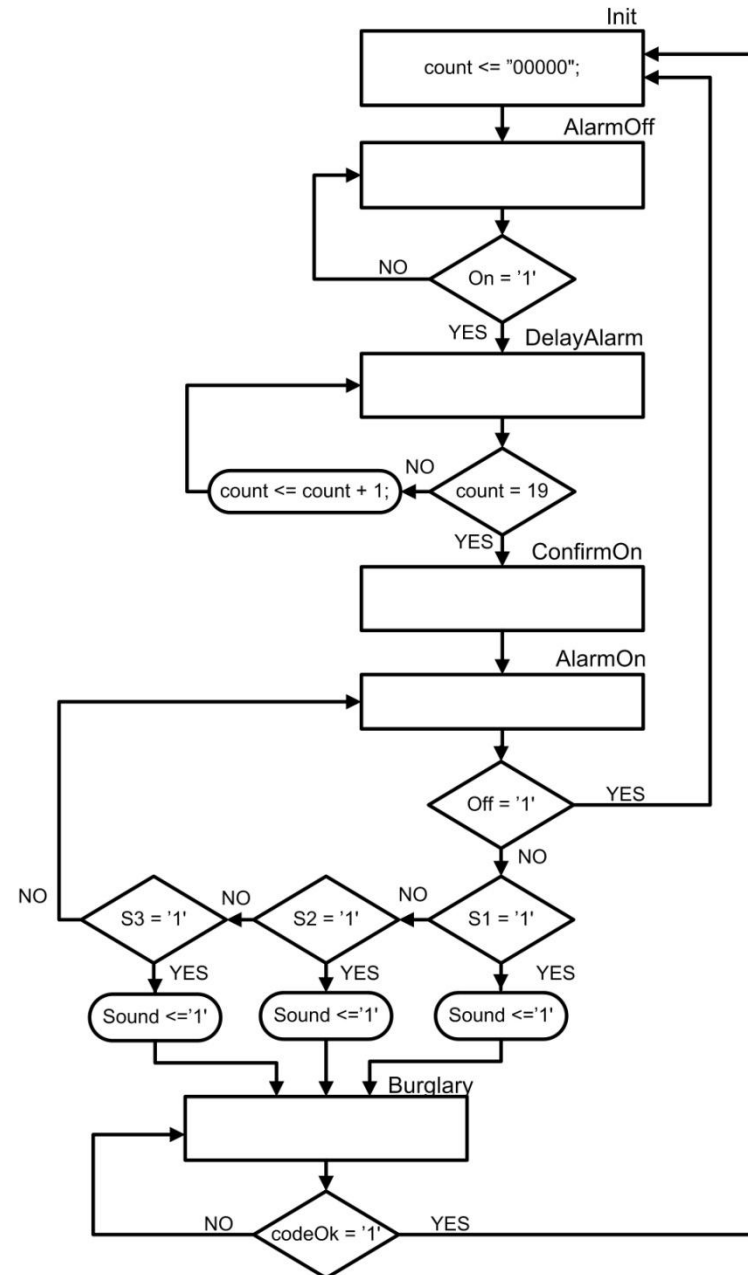 Init
count <= ”00000";
AlarmOff
On = ’1'
NO
YES
DelayAlarm
NO
count <= count + 1;
count = 19
YES
ConfirmOn
AlarmOn
Off = ’1'
YES
NO
NO
S3 = ’1'
NO
S2 = ’1'
NO
S1 = ’1'
YES
YES
YES
Sound <=’1'
Sound <=’1'
Sound <=’1'
Burglary
NO
codeOk = ’1'
YES